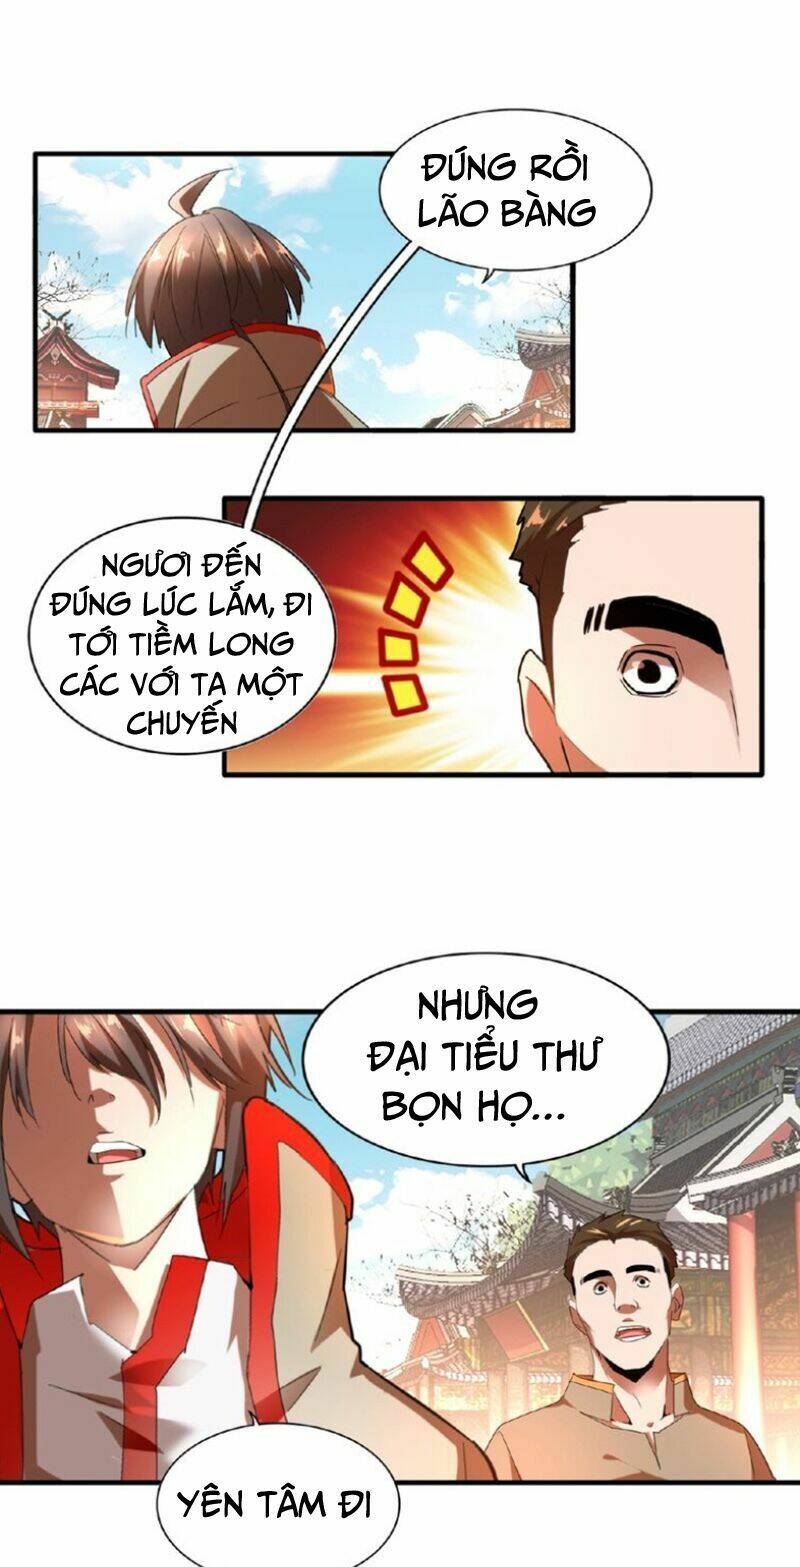 ĐÚNG RỒI
LÃO BÀNG
NGƯƠI ĐẾN
ĐÚNG LÚC LẮM, ĐI
TỚI TIỀM LONG
CÁC VỚI TA MỘT
CHUYẾN
NHƯNG
ĐẠI TIỂU THƯ
BỌN HỌ...
YÊN TÂM ĐI